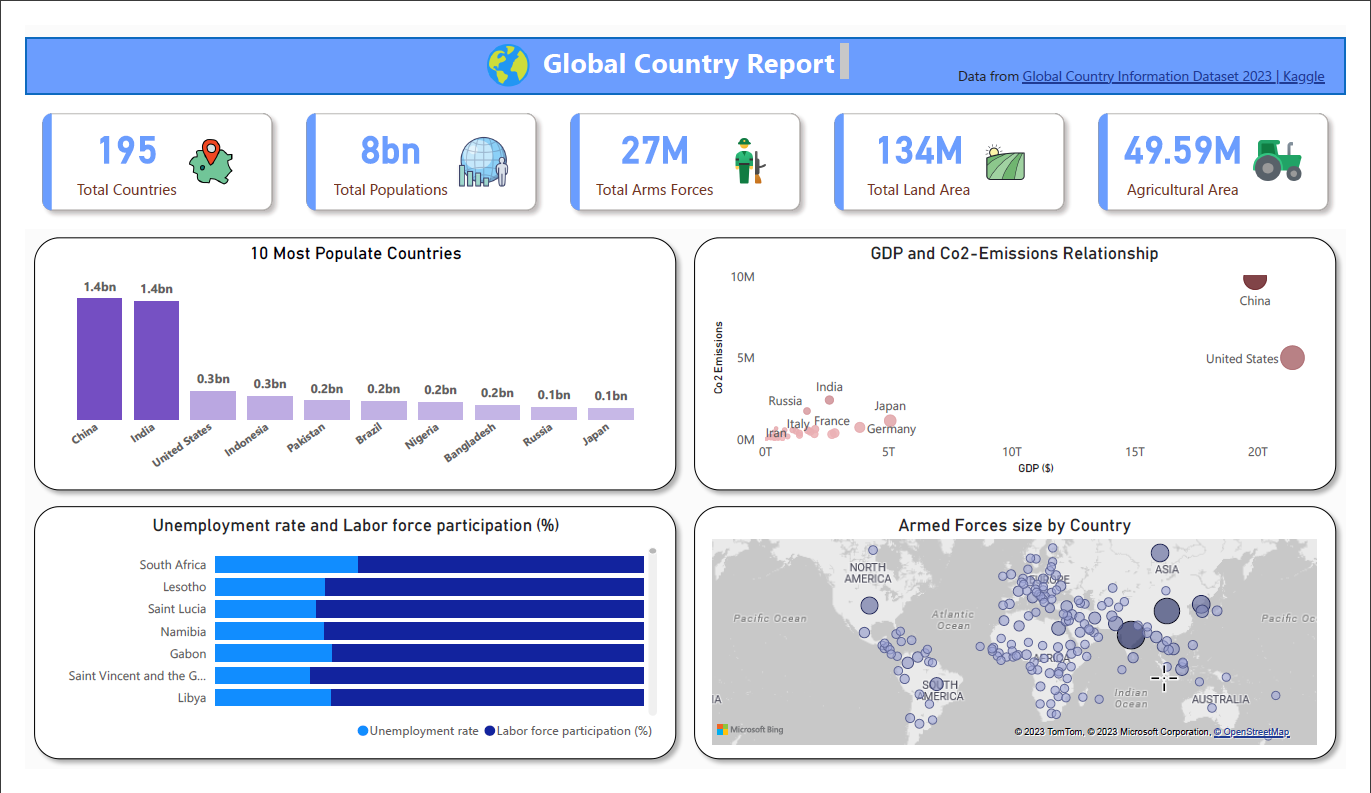 Global Country Report
Data from Global Country Information Dataset 2023 | Kaggle
195
Total Countries
8bn
Total Populations
27M
Total Arms Forces
134M
Total Land Area
49.59M
Agricultural Area
10 Most Populate Countries
1.4bn
1.4bn
0.3bn
0.3bn
0.2bn
0.2bn
0.2bn
0.2bn
0.1bn
0.1bn
China
India
United States
Indonesia
Pakistan
Brazil
Nigeria
Bangladesh
Russia
Japan
GDP and Co2-Emissions Relationship
Co2 Emissions
10M
5M
0M
China
United States
India
Russia
Japan
Italy
France
Iran
Germany
0T
5T
10T
15T
20T
GDP ($)
Unemployment rate and Labor force participation (%)
South Africa
Lesotho
Saint Lucia
Namibia
Gabon
Saint Vincent and the G...
Libya
Unemployment rate
Labor force participation (%)
Armed Forces size by Country
NORTH
AMERICA
EUROPE
ASIA
Pacific Ocean
Atlantic
Ocean
Pacific Oc
AFRICA
SOUTH
AMERICA
Indian
Ocean
IA
AUSTRALIA
Microsoft Bing
© 2023 TomTom, © 2023 Microsoft Corporation, © OpenStreetMap